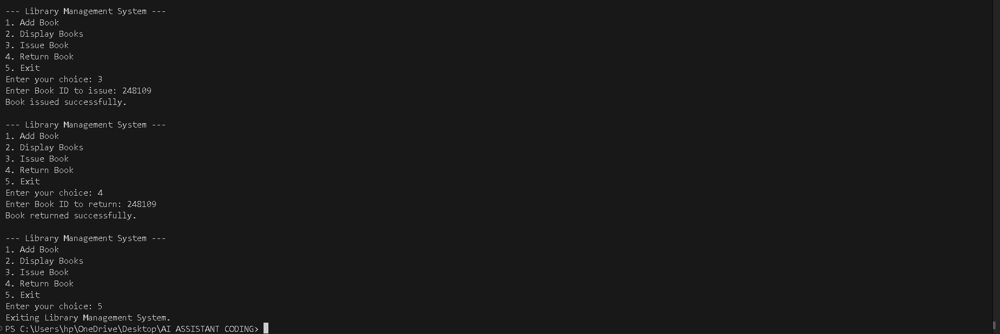 --- Library Management System ---
1. Add Book
2. Display Books
3. Issue Book
4. Return Book
5. Exit
Enter your choice: 3
Enter Book ID to issue: 248109
Book issued successfully.

--- Library Management System ---
1. Add Book
2. Display Books
3. Issue Book
4. Return Book
5. Exit
Enter your choice: 4
Enter Book ID to return: 248109
Book returned successfully.

--- Library Management System ---
1. Add Book
2. Display Books
3. Issue Book
4. Return Book
5. Exit
Enter your choice: 5
Exiting Library Management System.
PS C:\Users\hp\OneDrive\Desktop\AI ASSISTANT CODING>